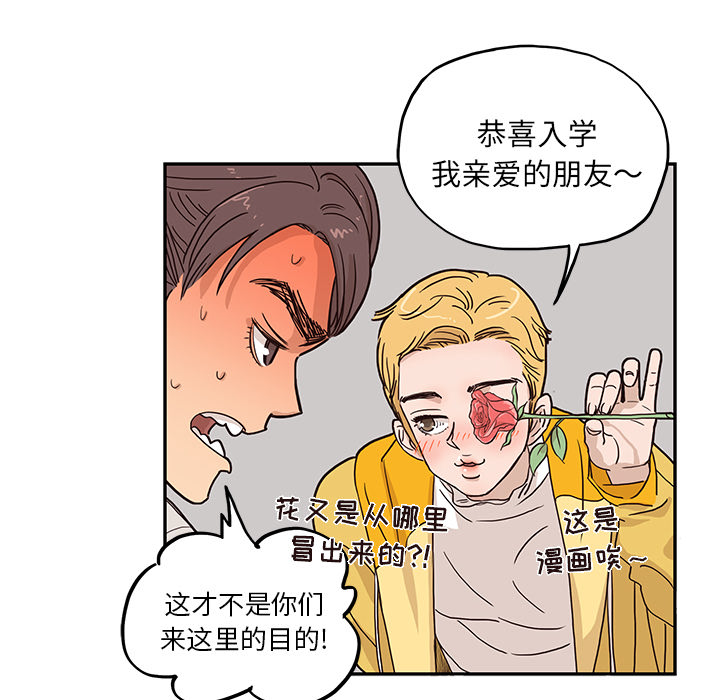 恭喜入学
我亲爱的朋友～
花又是从哪里
冒出来的?!
这是
漫画唉～
这才不是你们
来这里的目的!